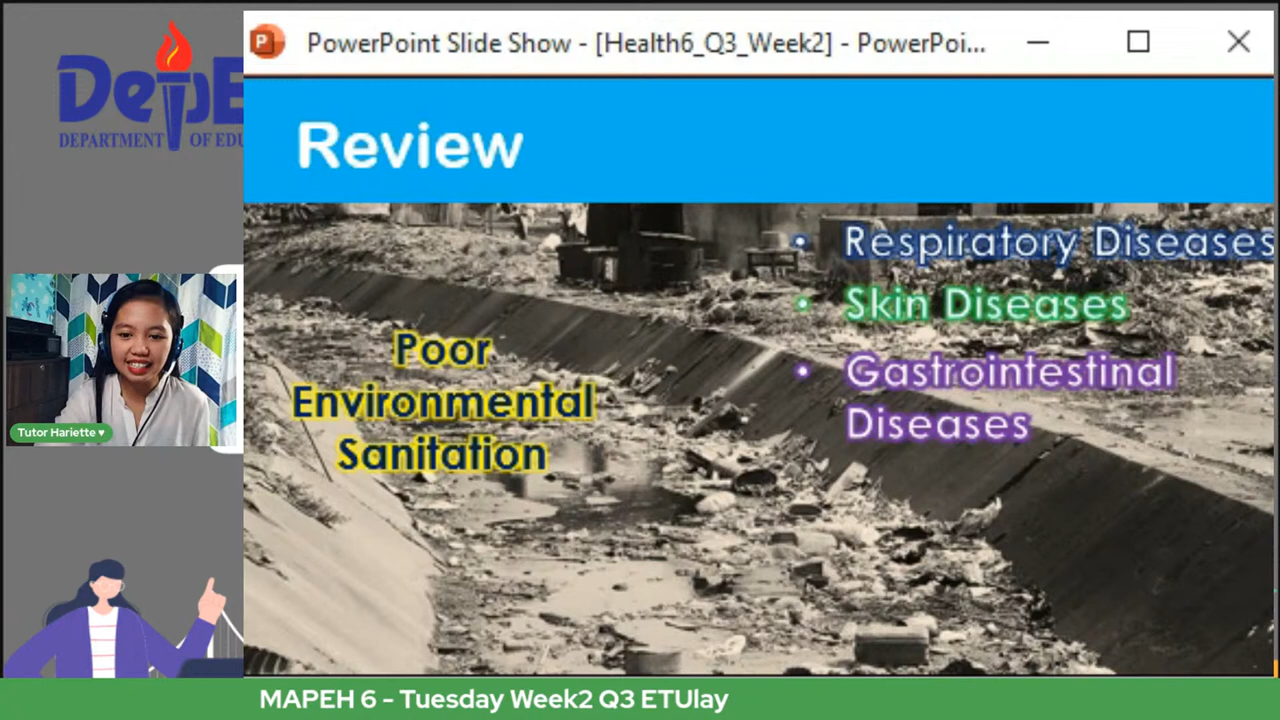 DepE
DEPARTMENT OF EDU
PowerPoint Slide Show - [Health6_Q3_Week2] - PowerPoi...
Review
Poor
Environmental
Sanitation
• Respiratory Diseases
• Skin Diseases
• Gastrointestinal
Diseases
Tutor Hariette ♥
MAPEH 6 - Tuesday Week2 Q3 ETUlay